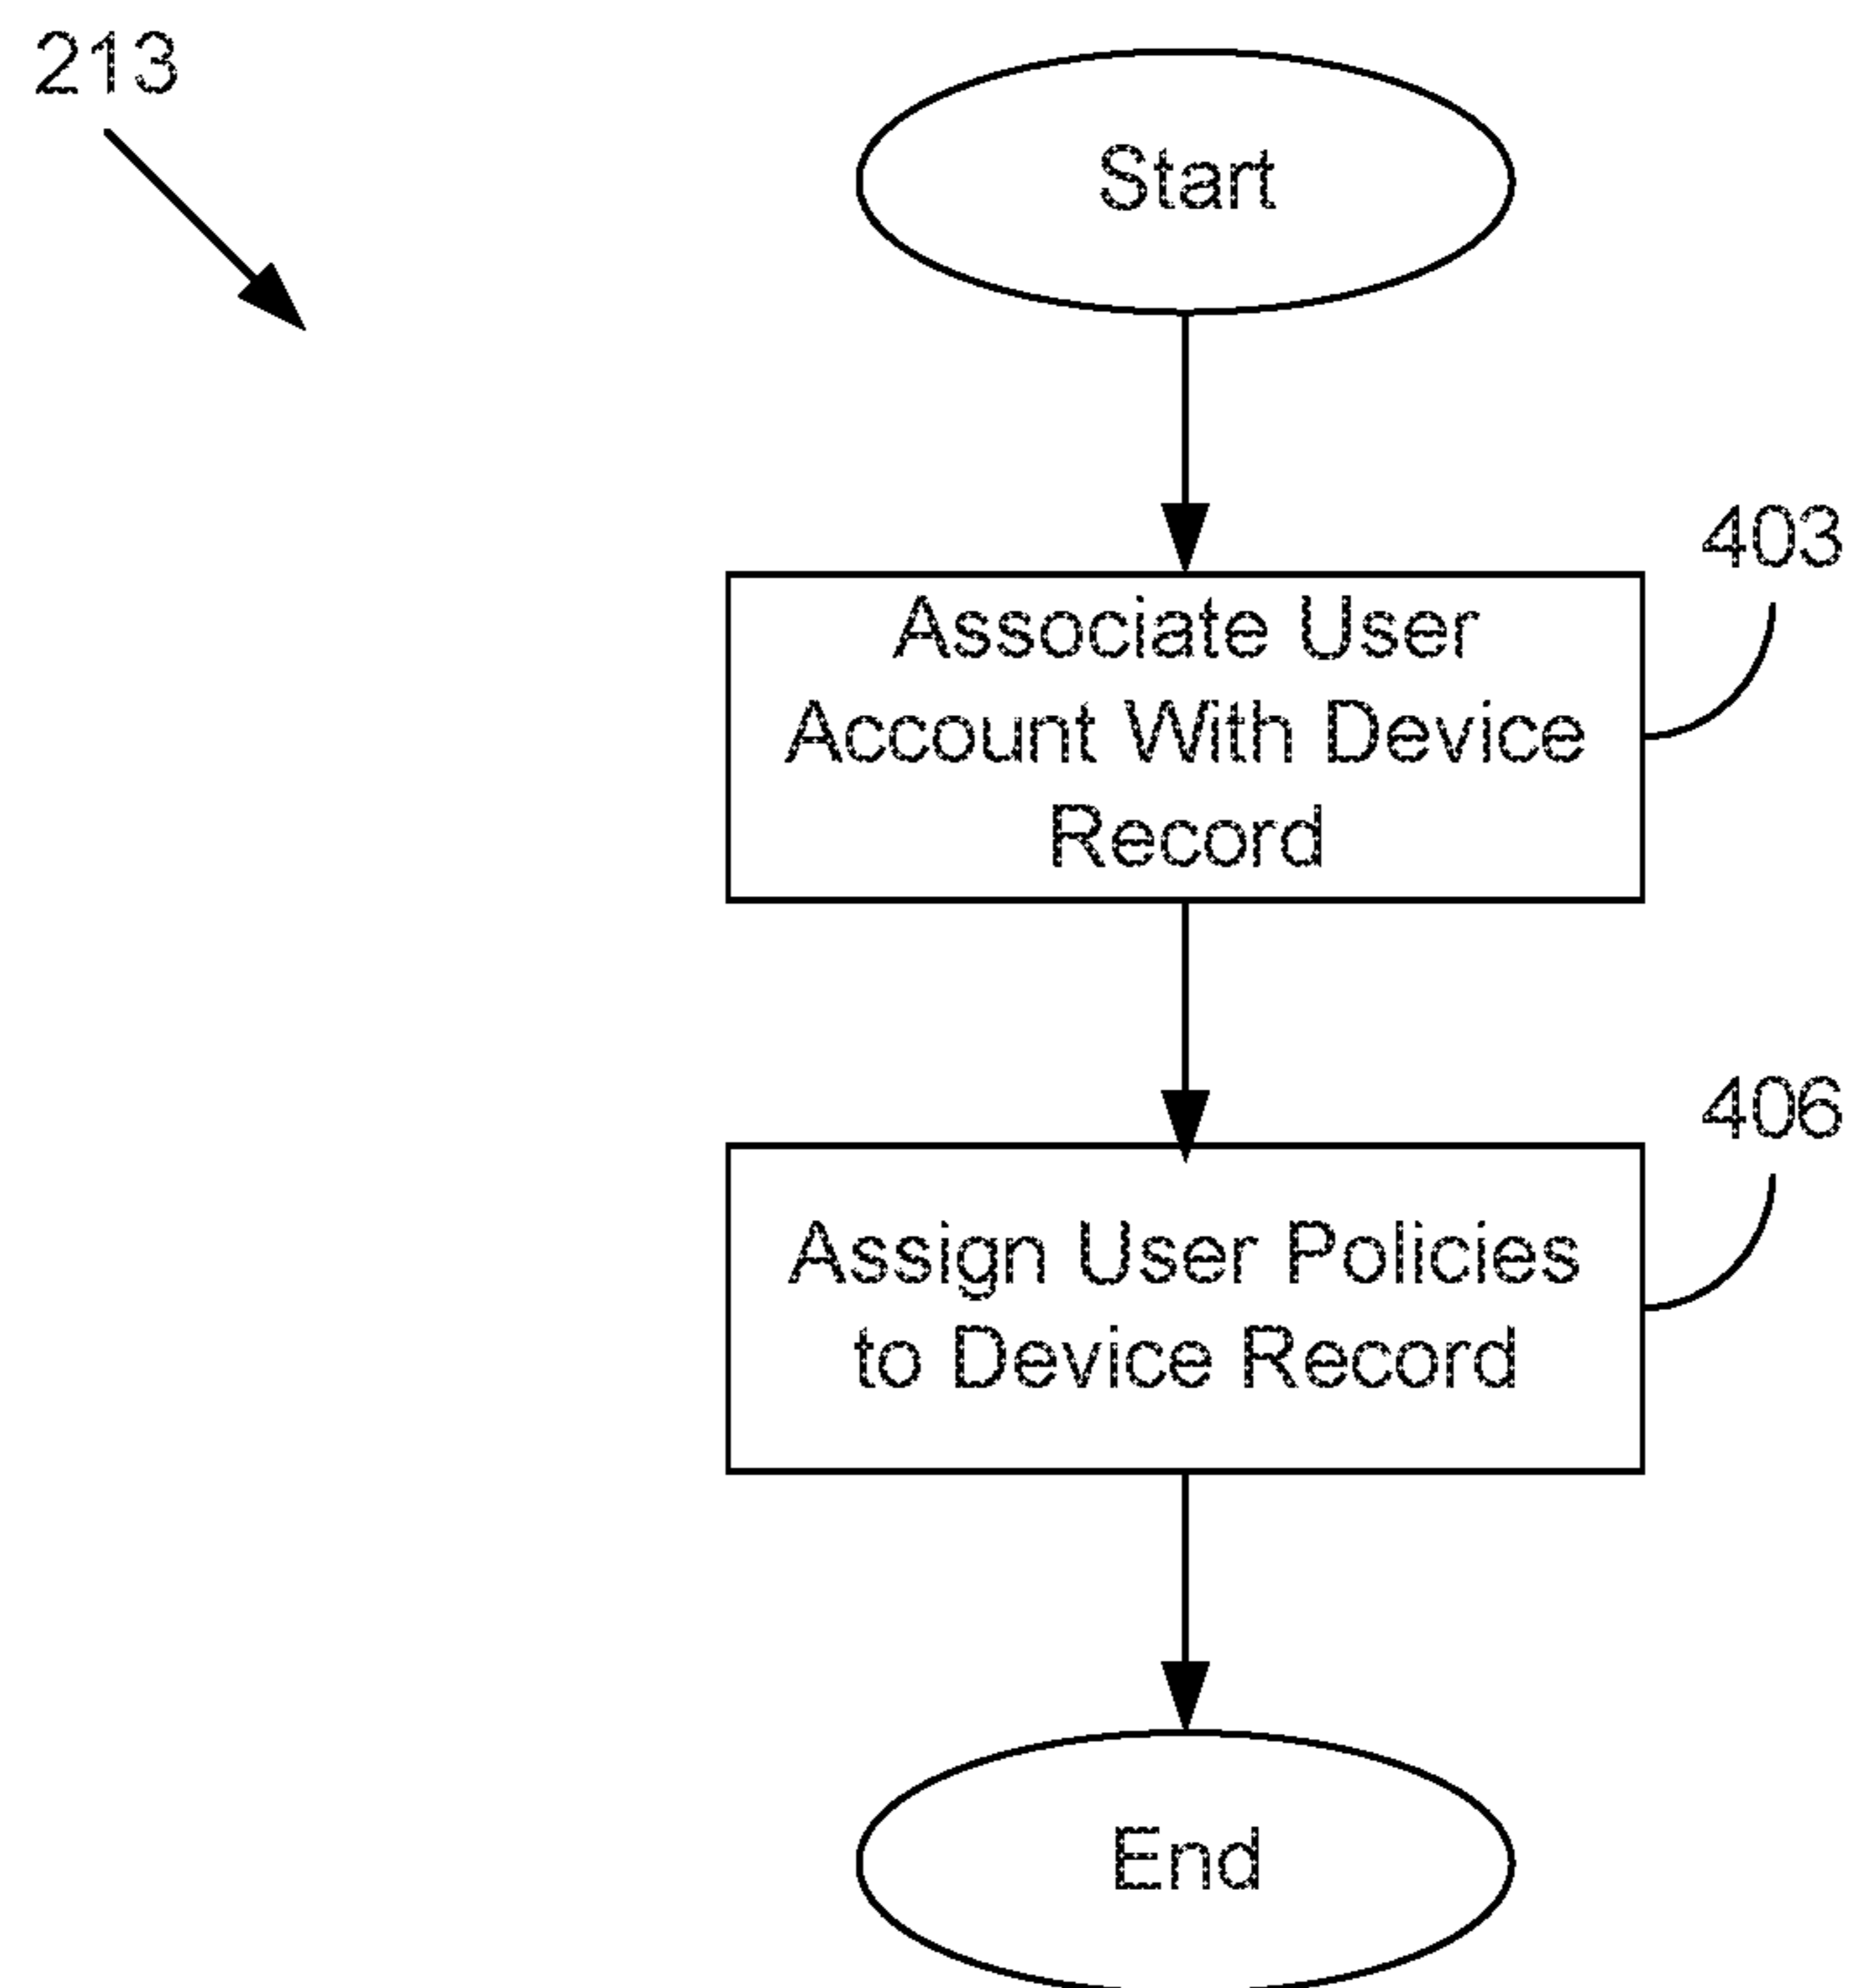 213
Start
403
Associate User
Account With Device
Record
406
Assign User Policies
to Device Record
End